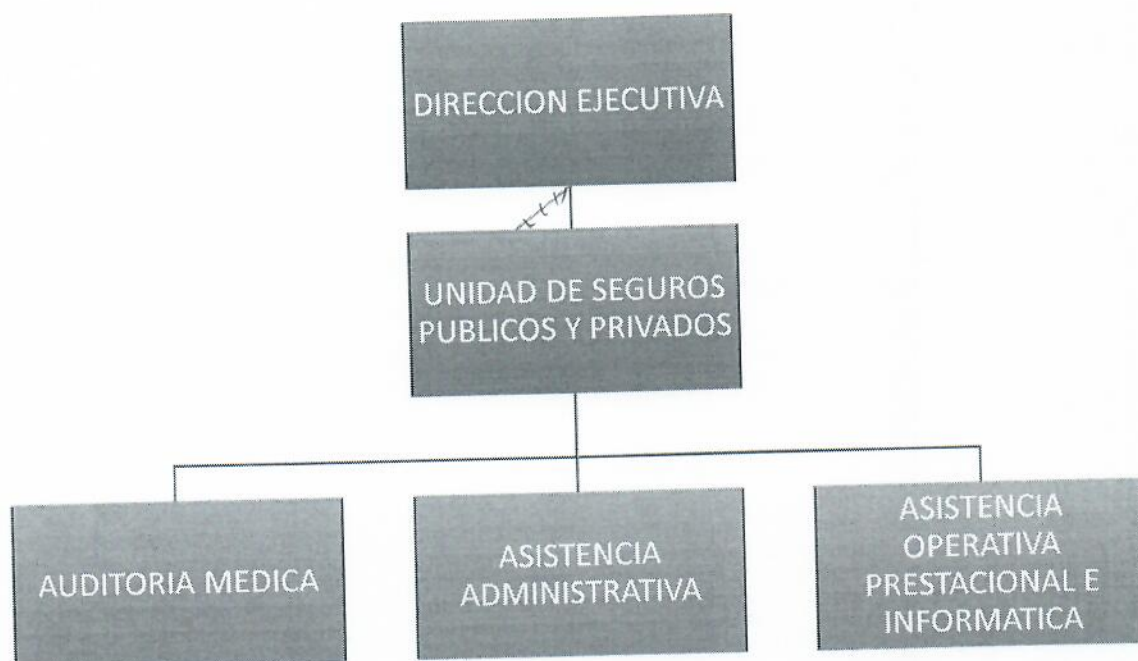 DIRECCION EJECUTIVA
UNIDAD DE SEGUROS
PUBLICOS Y PRIVADOS
AUDITORIA MEDICA
ASISTENCIA
ADMINISTRATIVA
ASISTENCIA
OPERATIVA
PRESTACIONAL E
INFORMATICA